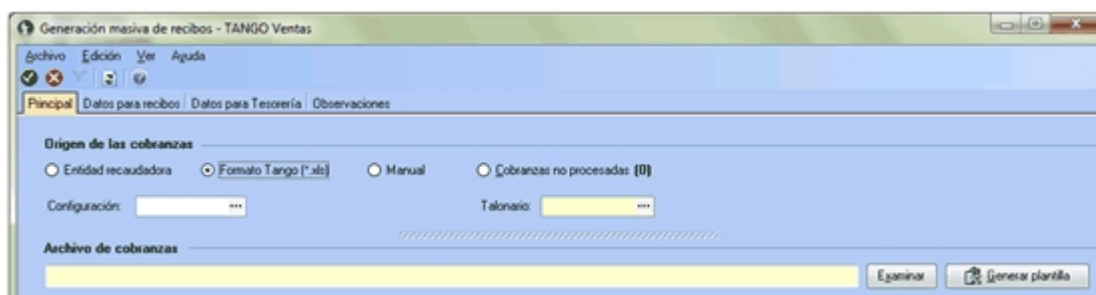 Generación masiva de recibos - TANGO Ventas
Archivo Edición Ver Ayuda
Principal Datos para recibos Datos para Tesorería Observaciones
Origen de las cobranzas
Entidad recaudadora Formato Tango (*.xls) Manual Cobranzas no procesadas (0)
Configuración: ... Talonario: ...
Archivo de cobranzas
Examinar Generar plantilla